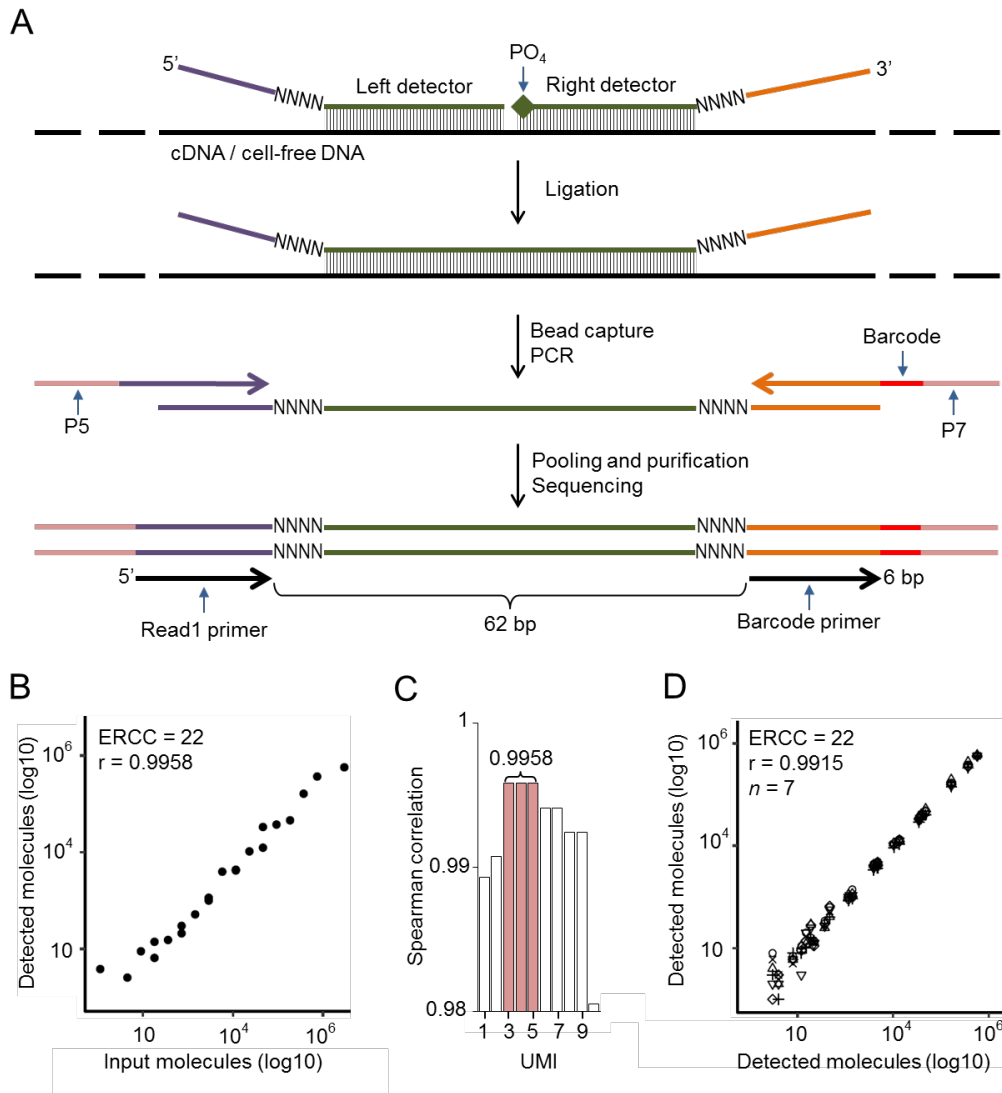 A
5’
PO4
3’
NNNN
Left detector
Right detector
NNNN
cDNA / cell-free DNA
Ligation
NNNN
NNNN
Bead capture
PCR
Barcode
P5
NNNN
NNNN
P7
Pooling and purification
Sequencing
NNNN
NNNN
NNNN
NNNN
5’
6 bp
Read1 primer
62 bp
Barcode primer
B
ERCC = 22
r = 0.9958
Detected molecules (log10)
10^6
10^4
10
10
10^4
10^6
Input molecules (log10)
C
Spearman correlation
1
0.99
0.98
0.9958
1
3
5
7
9
UMI
D
ERCC = 22
r = 0.9915
n = 7
Detected molecules (log10)
10^6
10^4
10
10
10^4
10^6
Detected molecules (log10)